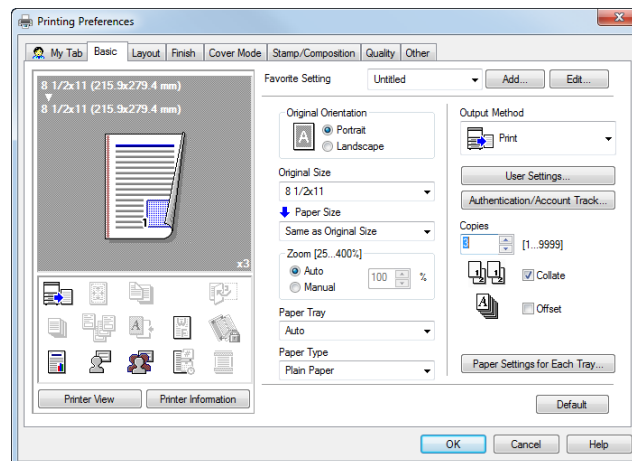 Printing Preferences
My Tab Basic Layout Finish Cover Mode Stamp/Composition Quality Other
8 1/2x11 (215.9x279.4 mm)
8 1/2x11 (215.9x279.4 mm)
1
x3
Printer View Printer Information
Favorite Setting Untitled Add... Edit...
Original Orientation
A
Portrait
Landscape
Original Size
8 1/2x11
Paper Size
Same as Original Size
Zoom [25...400%]
Auto
Manual
100 %
Paper Tray
Auto
Paper Type
Plain Paper
Output Method
Print
User Settings...
Authentication/Account Track...
Copies
3 [1...9999]
Collate
Offset
Paper Settings for Each Tray...
Default
OK Cancel Help